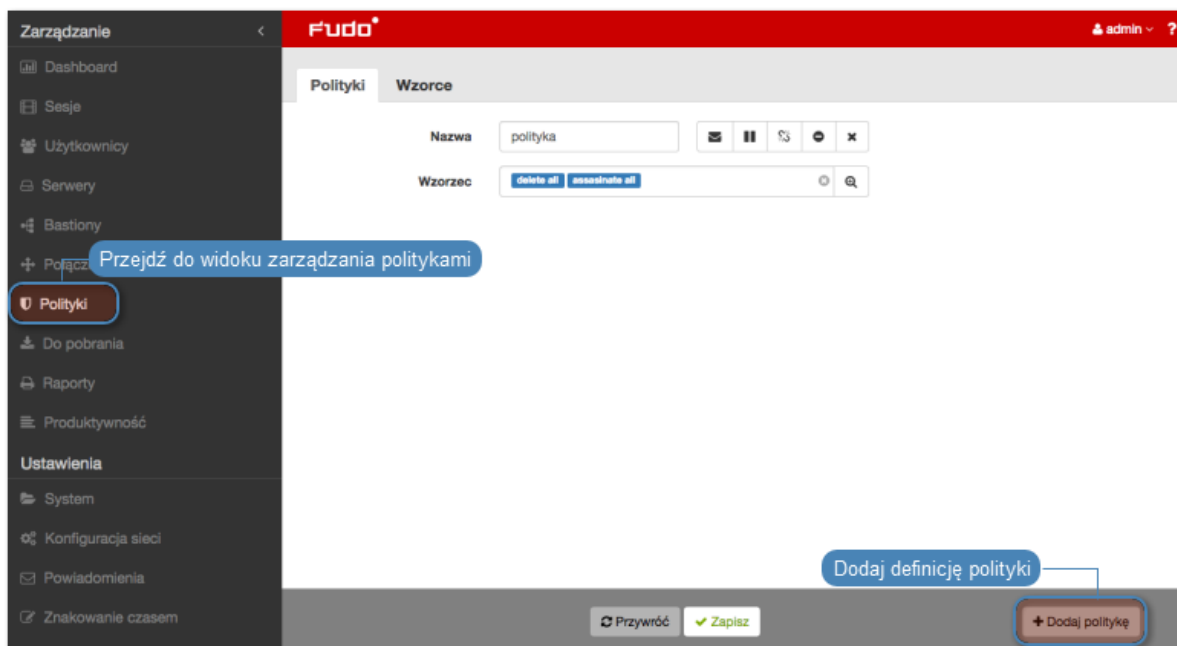 Zarządzanie
Fudo
admin
?
Dashboard
Sesje
Użytkownicy
Serwery
Bastiony
Przejdź do widoku zarządzania politykami
Polityki
Do pobrania
Raporty
Produktywność
Ustawienia
System
Konfiguracja sieci
Powiadomienia
Znakowanie czasem
Polityki Wzorce
Nazwa polityka
Wzorzec delete all assasinate all
Dodaj definicję polityki
Przywróć Zapisz
+ Dodaj politykę